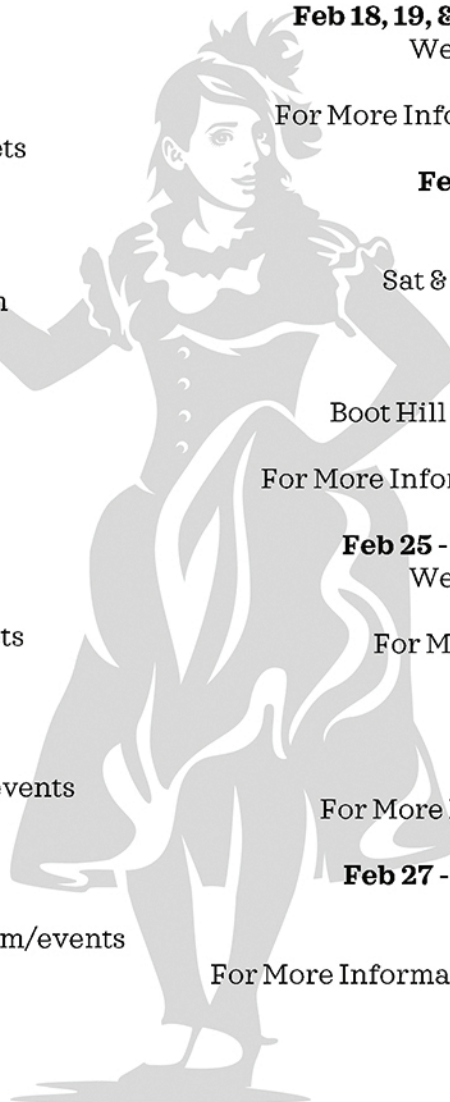 ets
n
ts
events
m/events
Feb 18, 19, &
We
For More Info
Fe
Sat &
Boot Hill
For More Infor
Feb 25 -
We
For M
For More
Feb 27 -
For More Informa